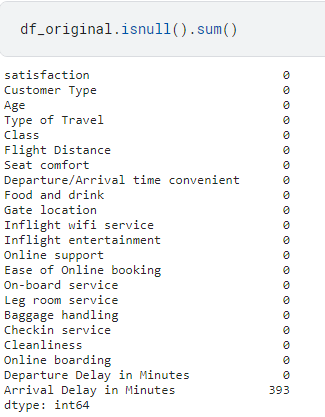 df_original.isnull().sum()
satisfaction 0
Customer Type 0
Age 0
Type of Travel 0
Class 0
Flight Distance 0
Seat comfort 0
Departure/Arrival time convenient 0
Food and drink 0
Gate location 0
Inflight wifi service 0
Inflight entertainment 0
Online support 0
Ease of Online booking 0
On-board service 0
Leg room service 0
Baggage handling 0
Checkin service 0
Cleanliness 0
Online boarding 0
Departure Delay in Minutes 0
Arrival Delay in Minutes 393
dtype: int64